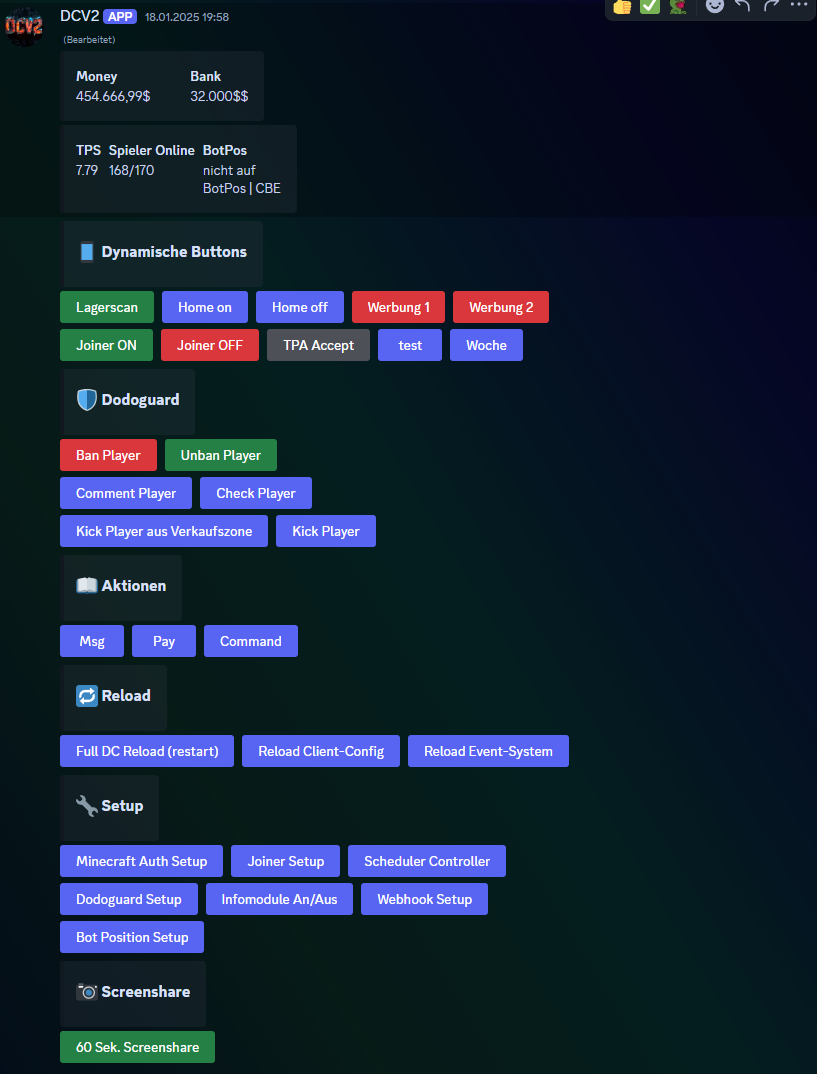 DCV2 APP 18.01.2025 19:58
DCV2
(Bearbeitet)
Money Bank
454.666,99$ 32.000$$
TPS Spieler Online BotPos
7.79 168/170 nicht auf
BotPos | CBE
Dynamische Buttons
Lagerscan Home on Home off Werbung 1 Werbung 2
Joiner ON Joiner OFF TPA Accept test Woche
Dodoguard
Ban Player Unban Player
Comment Player Check Player
Kick Player aus Verkaufszone Kick Player
Aktionen
Msg Pay Command
Reload
Full DC Reload (restart) Reload Client-Config Reload Event-System
Setup
Minecraft Auth Setup Joiner Setup Scheduler Controller
Dodoguard Setup Infomodule An/Aus Webhook Setup
Bot Position Setup
Screenshare
60 Sek. Screenshare